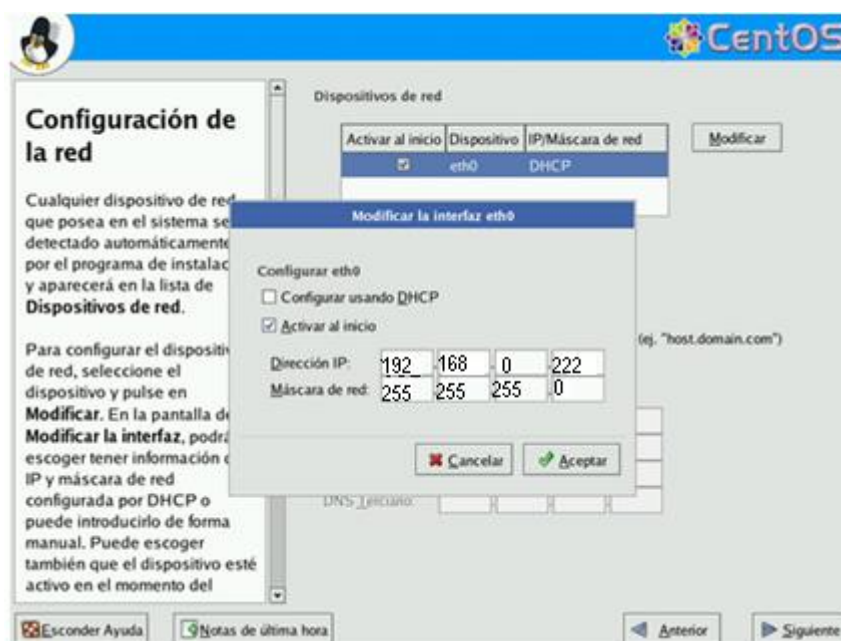 CentOS
Configuración de
la red
Cualquier dispositivo de red
que posea en el sistema se
detectado automáticamente
por el programa de instalac
y aparecerá en la lista de
Dispositivos de red.
Para configurar el dispositiv
de red, seleccione el
dispositivo y pulse en
Modificar. En la pantalla de
Modificar la interfaz, podrá
escoger tener información d
IP y máscara de red
configurada por DHCP o
puede introducirlo de forma
manual. Puede escoger
también que el dispositivo esté
activo en el momento del
Dispositivos de red
Activar al inicio Dispositivo IP/Máscara de red
eth0 DHCP
Modificar
Modificar la interfaz eth0
Configurar eth0
Configurar usando DHCP
Activar al inicio
Dirección IP: 192 .168 .0 .222
Máscara de red: 255 .255 .255 .0
Cancelar Aceptar
(ej. "host.domain.com")
DNS Terciario:
Esconder Ayuda Notas de última hora Anterior Siguiente